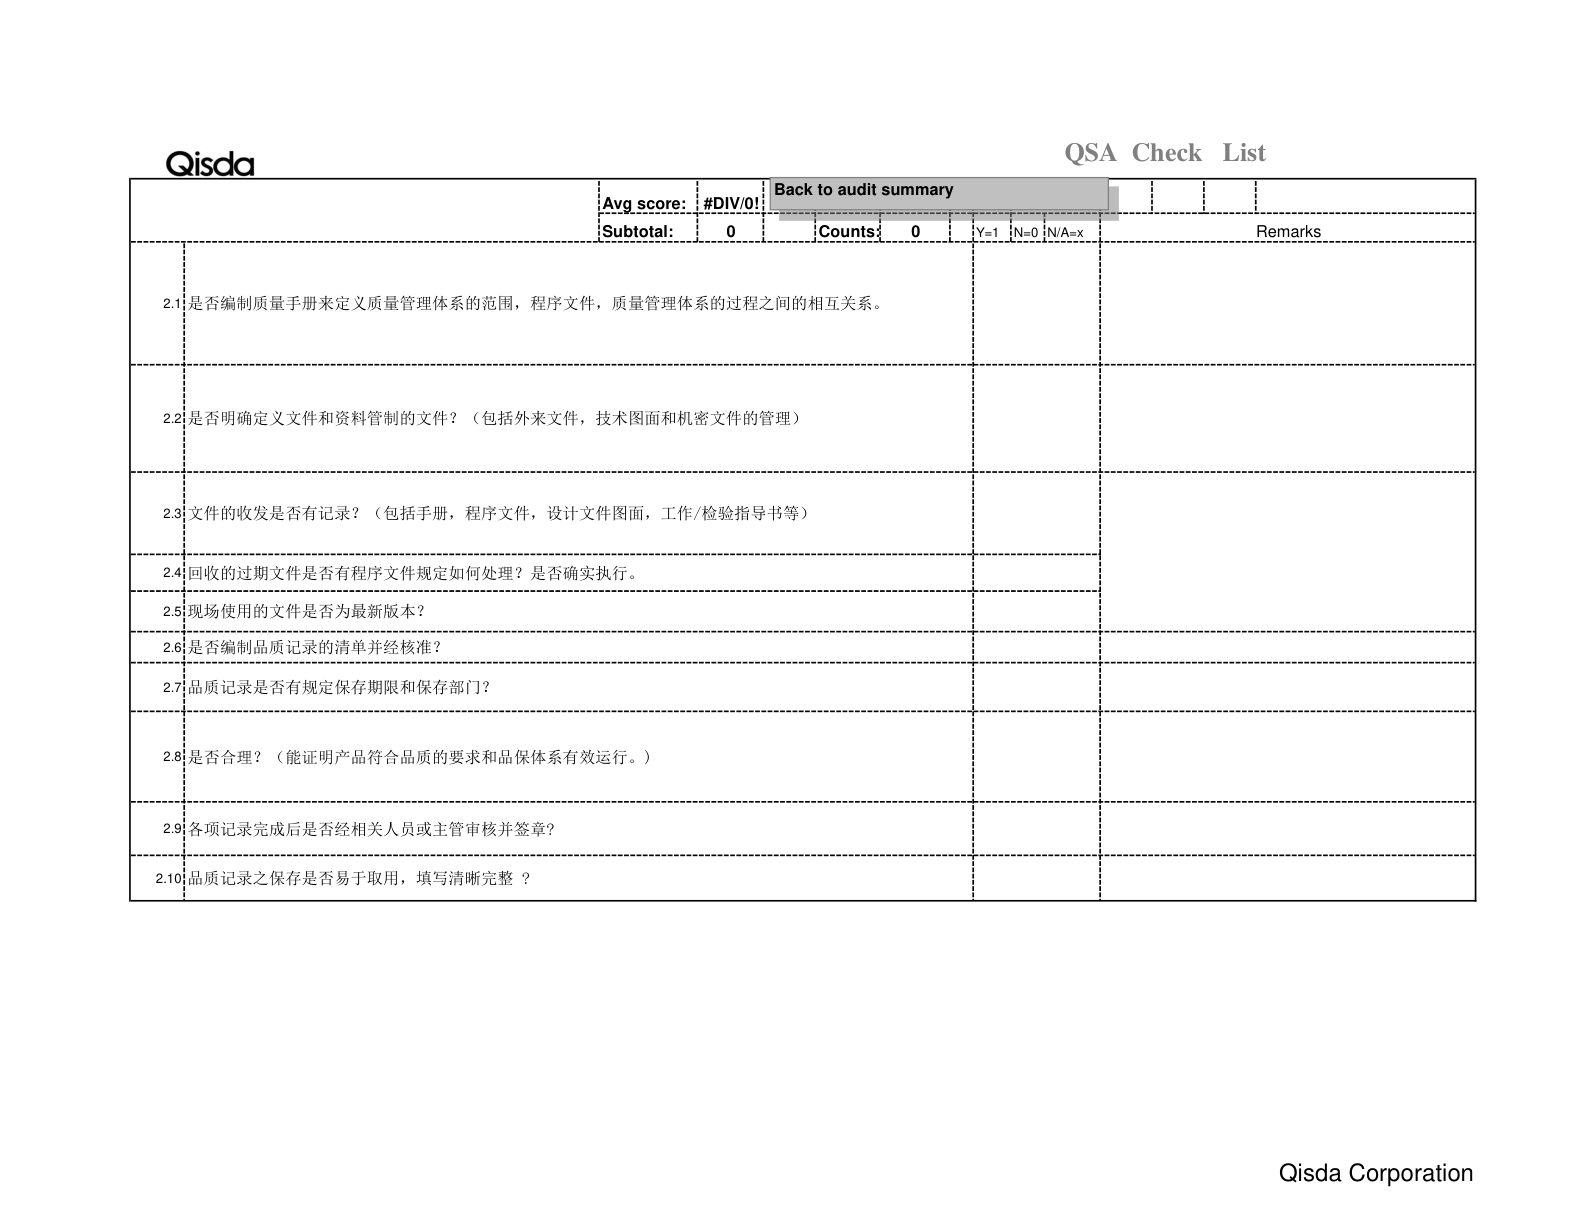 Qisda
QSA Check List
Avg score: #DIV/0! Back to audit summary
Subtotal: 0 Counts: 0 Y=1 N=0 N/A=x Remarks
2.1 是否编制质量手册来定义质量管理体系的范围，程序文件，质量管理体系的过程之间的相互关系。
2.2 是否明确定义文件和资料管制的文件？（包括外来文件，技术图面和机密文件的管理）
2.3 文件的收发是否有记录？（包括手册，程序文件，设计文件图面，工作/检验指导书等）
2.4 回收的过期文件是否有程序文件规定如何处理？是否确实执行。
2.5 现场使用的文件是否为最新版本？
2.6 是否编制品质记录的清单并经核准？
2.7 品质记录是否有规定保存期限和保存部门？
2.8 是否合理？（能证明产品符合品质的要求和品保体系有效运行。)
2.9 各项记录完成后是否经相关人员或主管审核并签章?
2.10 品质记录之保存是否易于取用，填写清晰完整 ?
Qisda Corporation